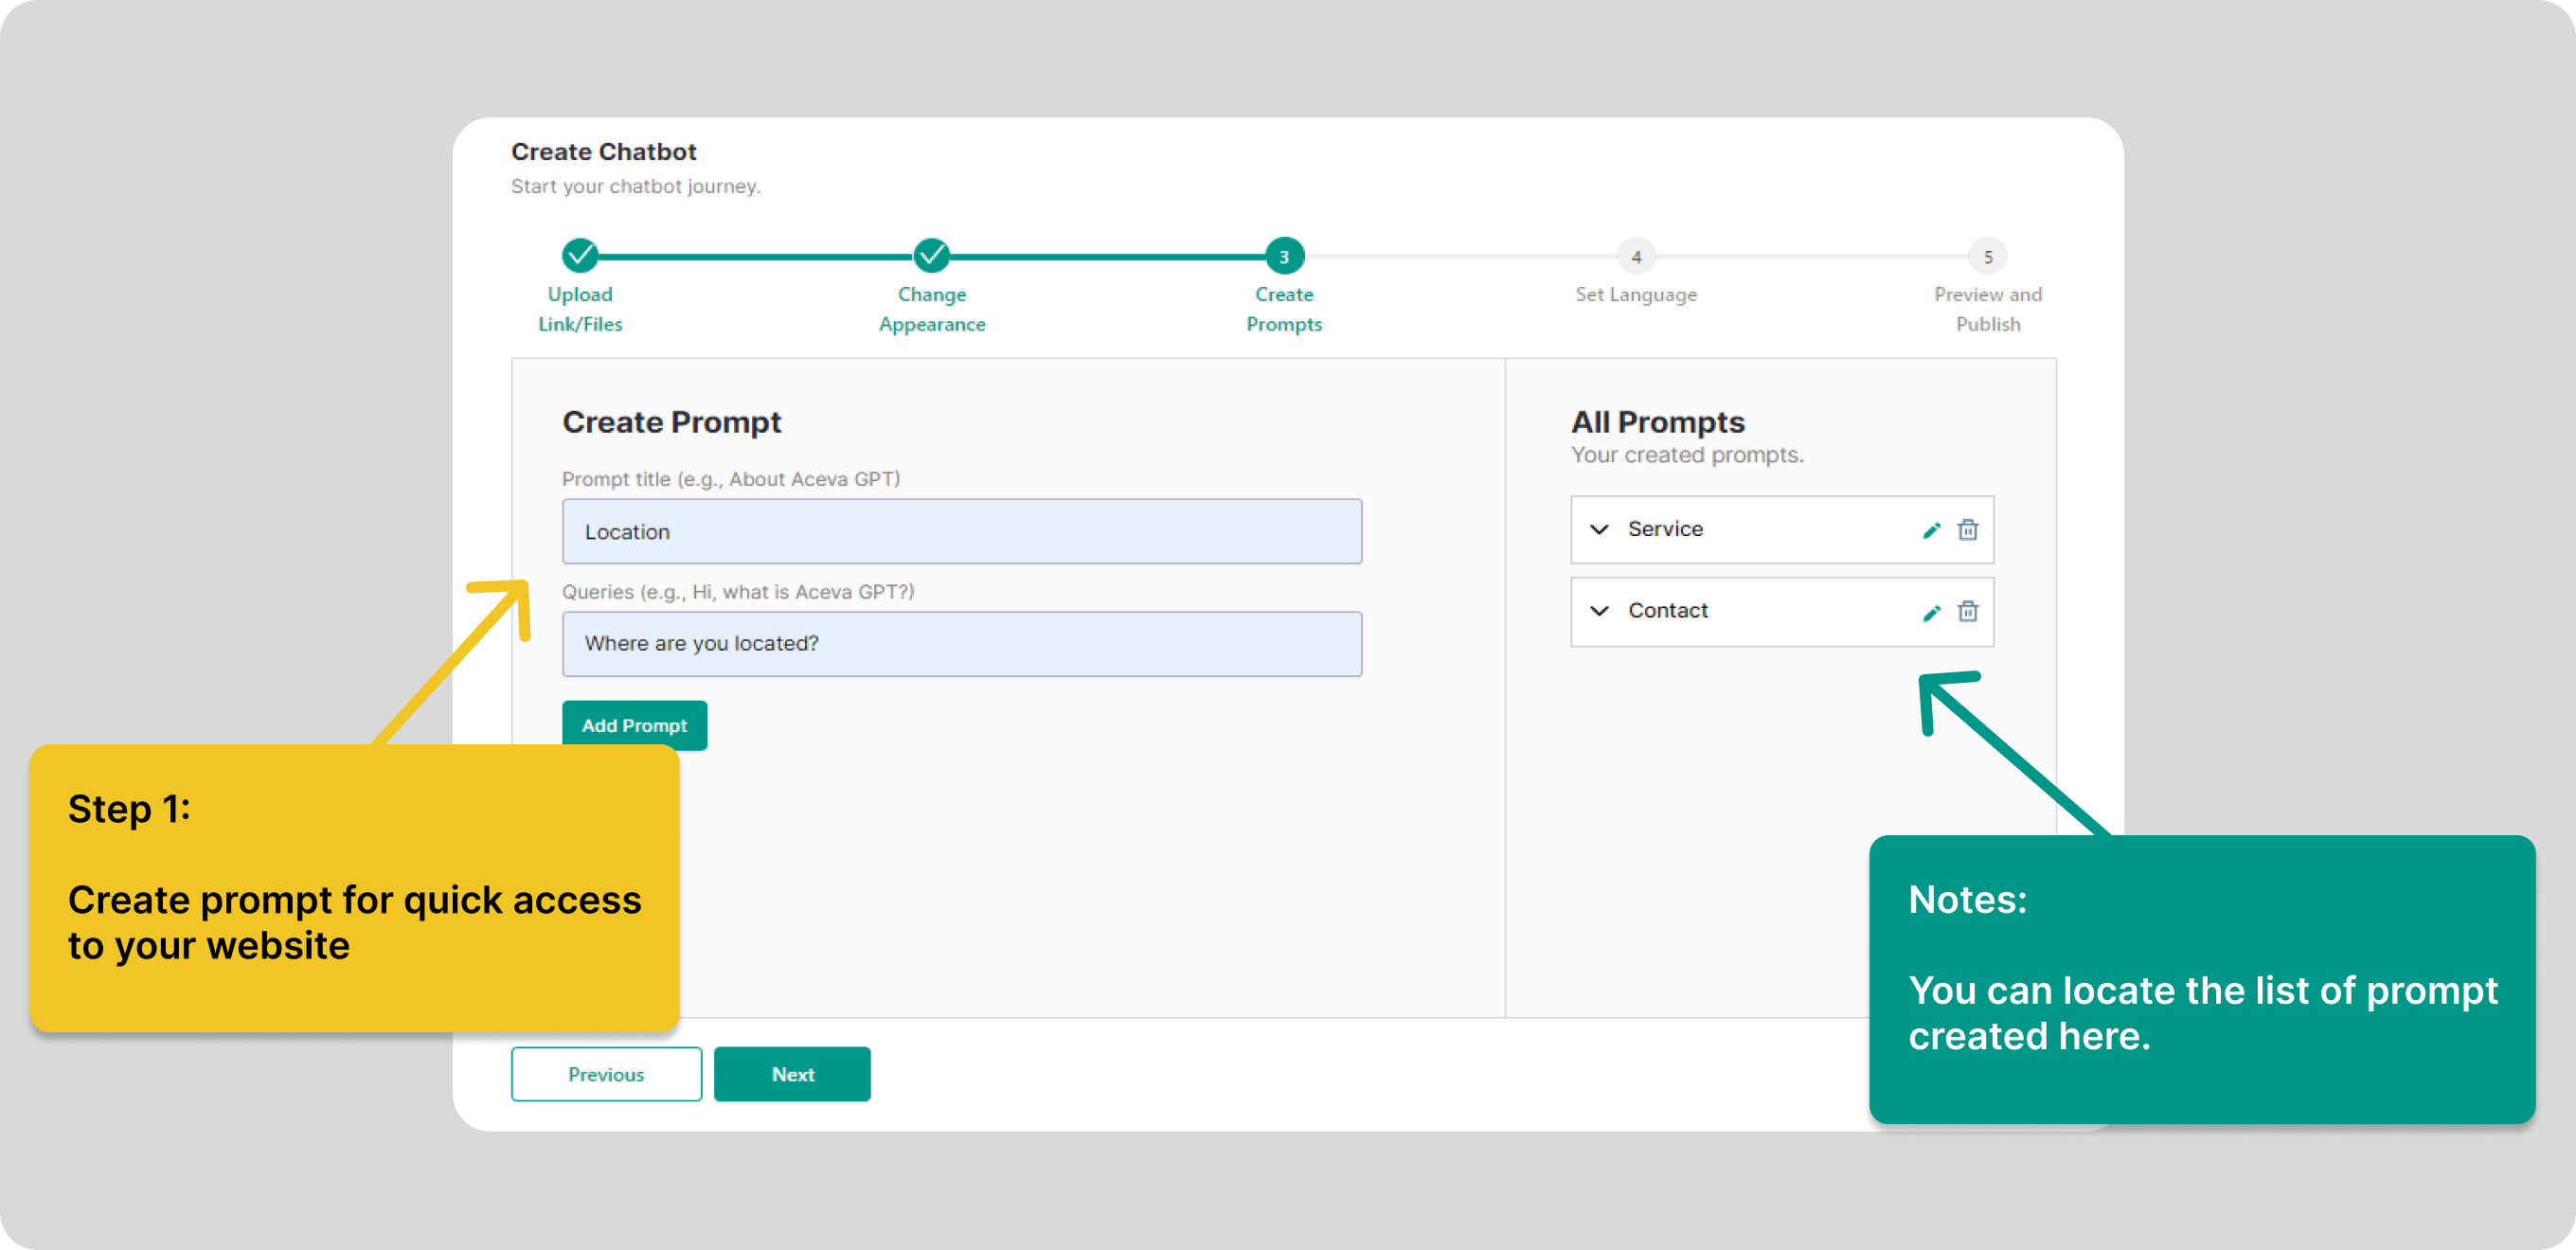 Create Chatbot
Start your chatbot journey.
3
4
5
Upload
Link/Files
Change
Appearance
Create
Prompts
Set Language
Preview and
Publish
Create Prompt
Prompt title (e.g., About Aceva GPT)
Location
Queries (e.g., Hi, what is Aceva GPT?)
Where are you located?
Add Prompt
All Prompts
Your created prompts.
Service
Contact
Step 1:
Create prompt for quick access
to your website
Notes:
You can locate the list of prompt
created here.
Previous
Next